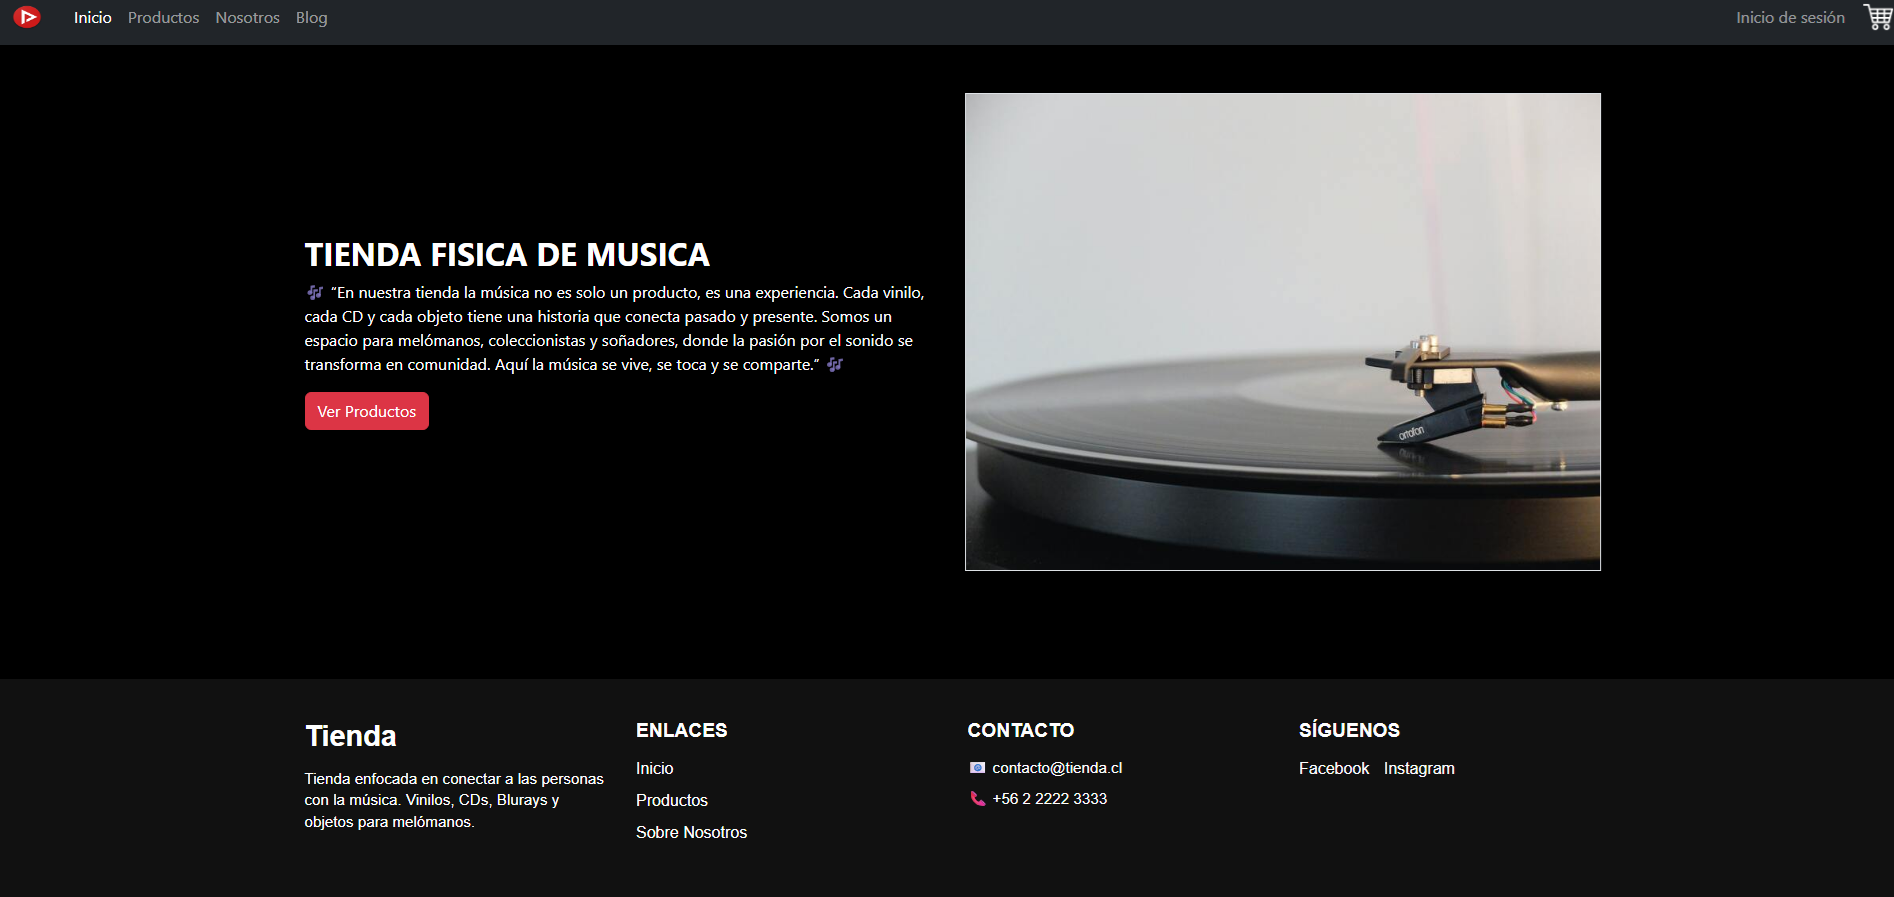 Inicio Productos Nosotros Blog Inicio de sesión
TIENDA FISICA DE MUSICA
🎶 “En nuestra tienda la música no es solo un producto, es una experiencia. Cada vinilo,
cada CD y cada objeto tiene una historia que conecta pasado y presente. Somos un
espacio para melómanos, coleccionistas y soñadores, donde la pasión por el sonido se
transforma en comunidad. Aquí la música se vive, se toca y se comparte.” 🎶
Ver Productos
ortofon
Tienda
Tienda enfocada en conectar a las personas
con la música. Vinilos, CDs, Blurays y
objetos para melómanos.
ENLACES
Inicio
Productos
Sobre Nosotros
CONTACTO
📧 contacto@tienda.cl
📞 +56 2 2222 3333
SÍGUENOS
Facebook Instagram